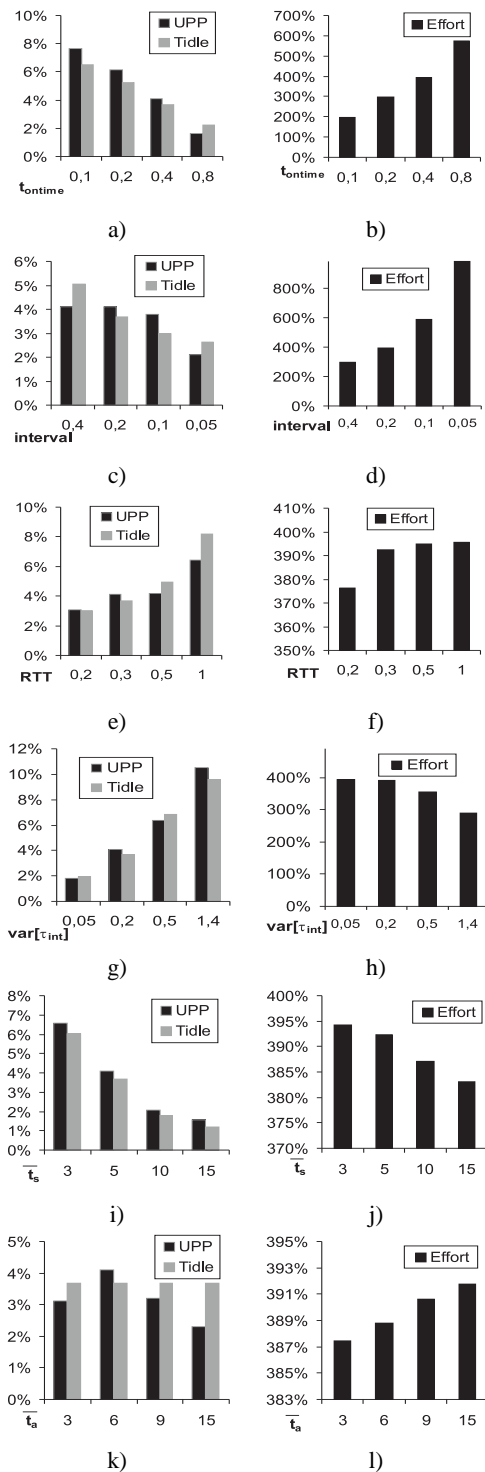 10%
8%
6%
4%
2%
0%
UPP
Tidle
0,1 0,2 0,4 0,8
tontime
a)
700%
600%
500%
400%
300%
200%
100%
0%
Effort
0,1 0,2 0,4 0,8
tontime
b)
6%
5%
4%
3%
2%
1%
0%
UPP
Tidle
0,4 0,2 0,1 0,05
interval
c)
800%
600%
400%
200%
0%
Effort
0,4 0,2 0,1 0,05
interval
d)
10%
8%
6%
4%
2%
0%
UPP
Tidle
0,2 0,3 0,5 1
RTT
e)
410%
400%
390%
380%
370%
360%
350%
Effort
0,2 0,3 0,5 1
RTT
f)
12%
10%
8%
6%
4%
2%
0%
UPP
Tidle
0,05 0,2 0,5 1,4
var[τint]
g)
400%
300%
200%
100%
0%
Effort
0,05 0,2 0,5 1,4
var[τint]
h)
8%
7%
6%
5%
4%
3%
2%
1%
0%
UPP
Tidle
3 5 10 15
ts
i)
400%
395%
390%
385%
380%
375%
370%
Effort
3 5 10 15
ts
j)
5%
4%
3%
2%
1%
0%
UPP
Tidle
3 6 9 15
ta
k)
395%
393%
391%
389%
387%
385%
383%
Effort
3 6 9 15
ta
l)